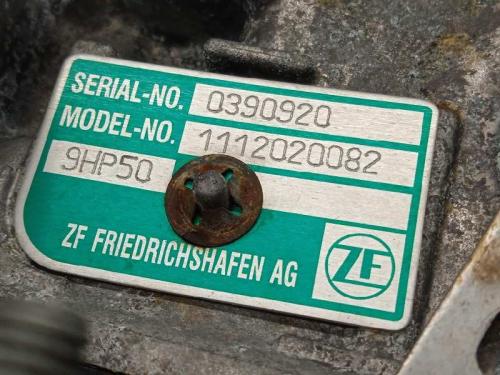 SERIAL-NO. 0390920
MODEL-NO. 1112020082
9HP50
ZF FRIEDRICHSHAFEN AG
ZF